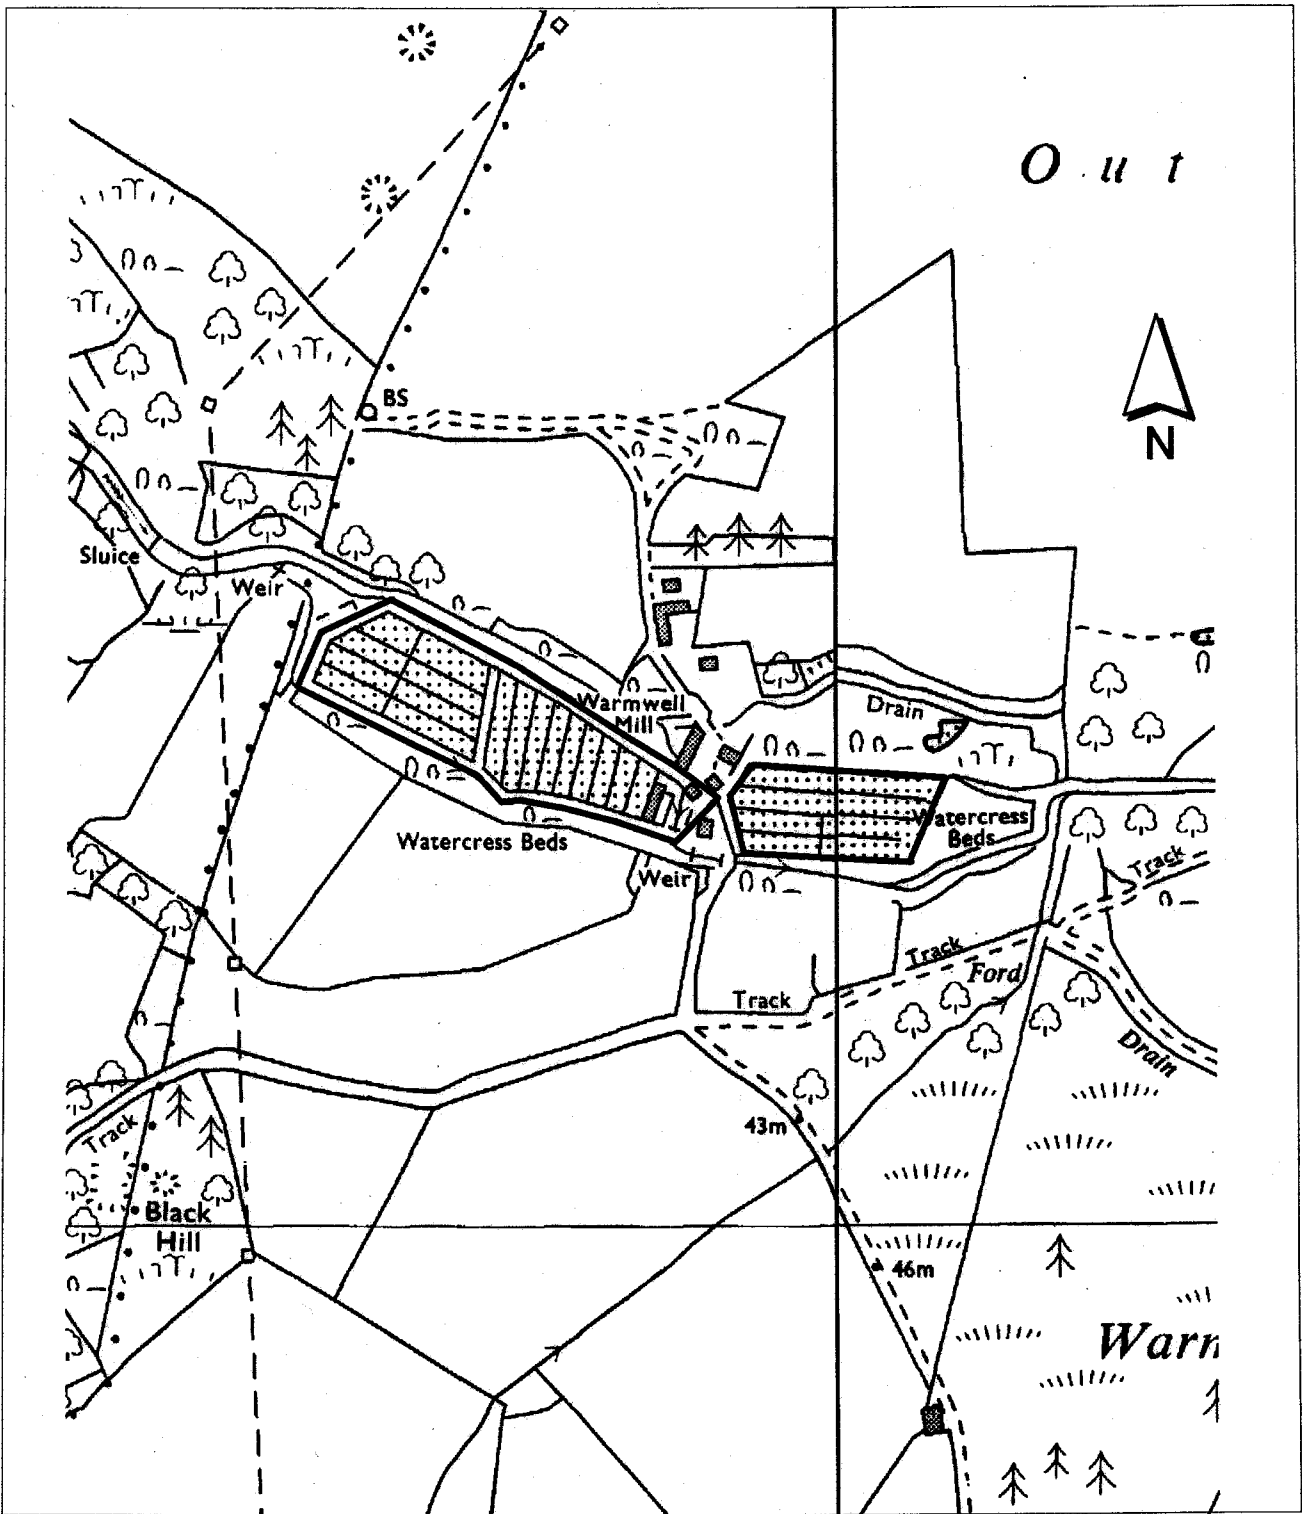 O u t
BS
N
Sluice
Weir
Warmwell
Mill
Drain
Watercress
Beds
Watercress Beds
Weir
Track
Track
Ford
Track
Drain
43m
Track
Black
Hill
46m
Warn